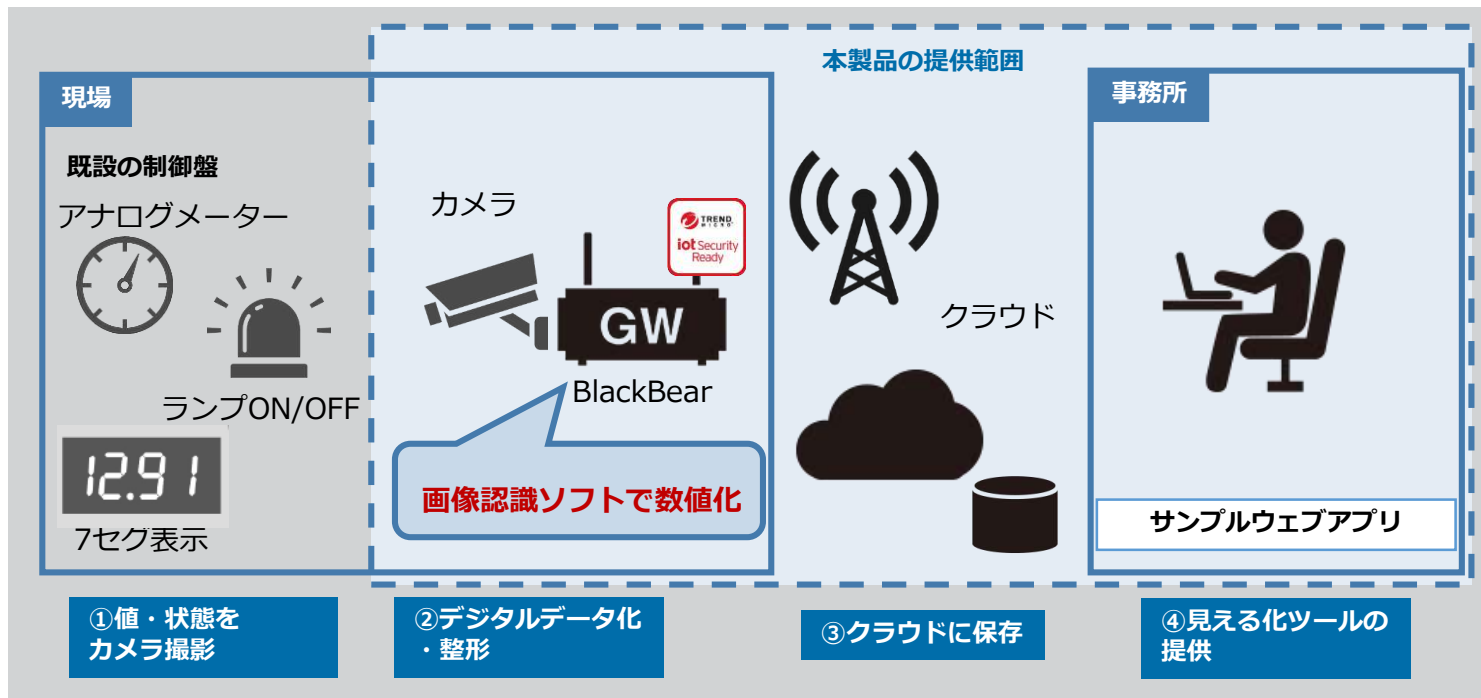 本製品の提供範囲
現場
既設の制御盤
アナログメーター
ランプON/OFF
12.91
7セグ表示
カメラ
TREND
MICRO
iot Security
Ready
GW
BlackBear
画像認識ソフトで数値化
クラウド
事務所
サンプルウェブアプリ
①値・状態を
カメラ撮影
②デジタルデータ化
・整形
③クラウドに保存
④見える化ツールの
提供